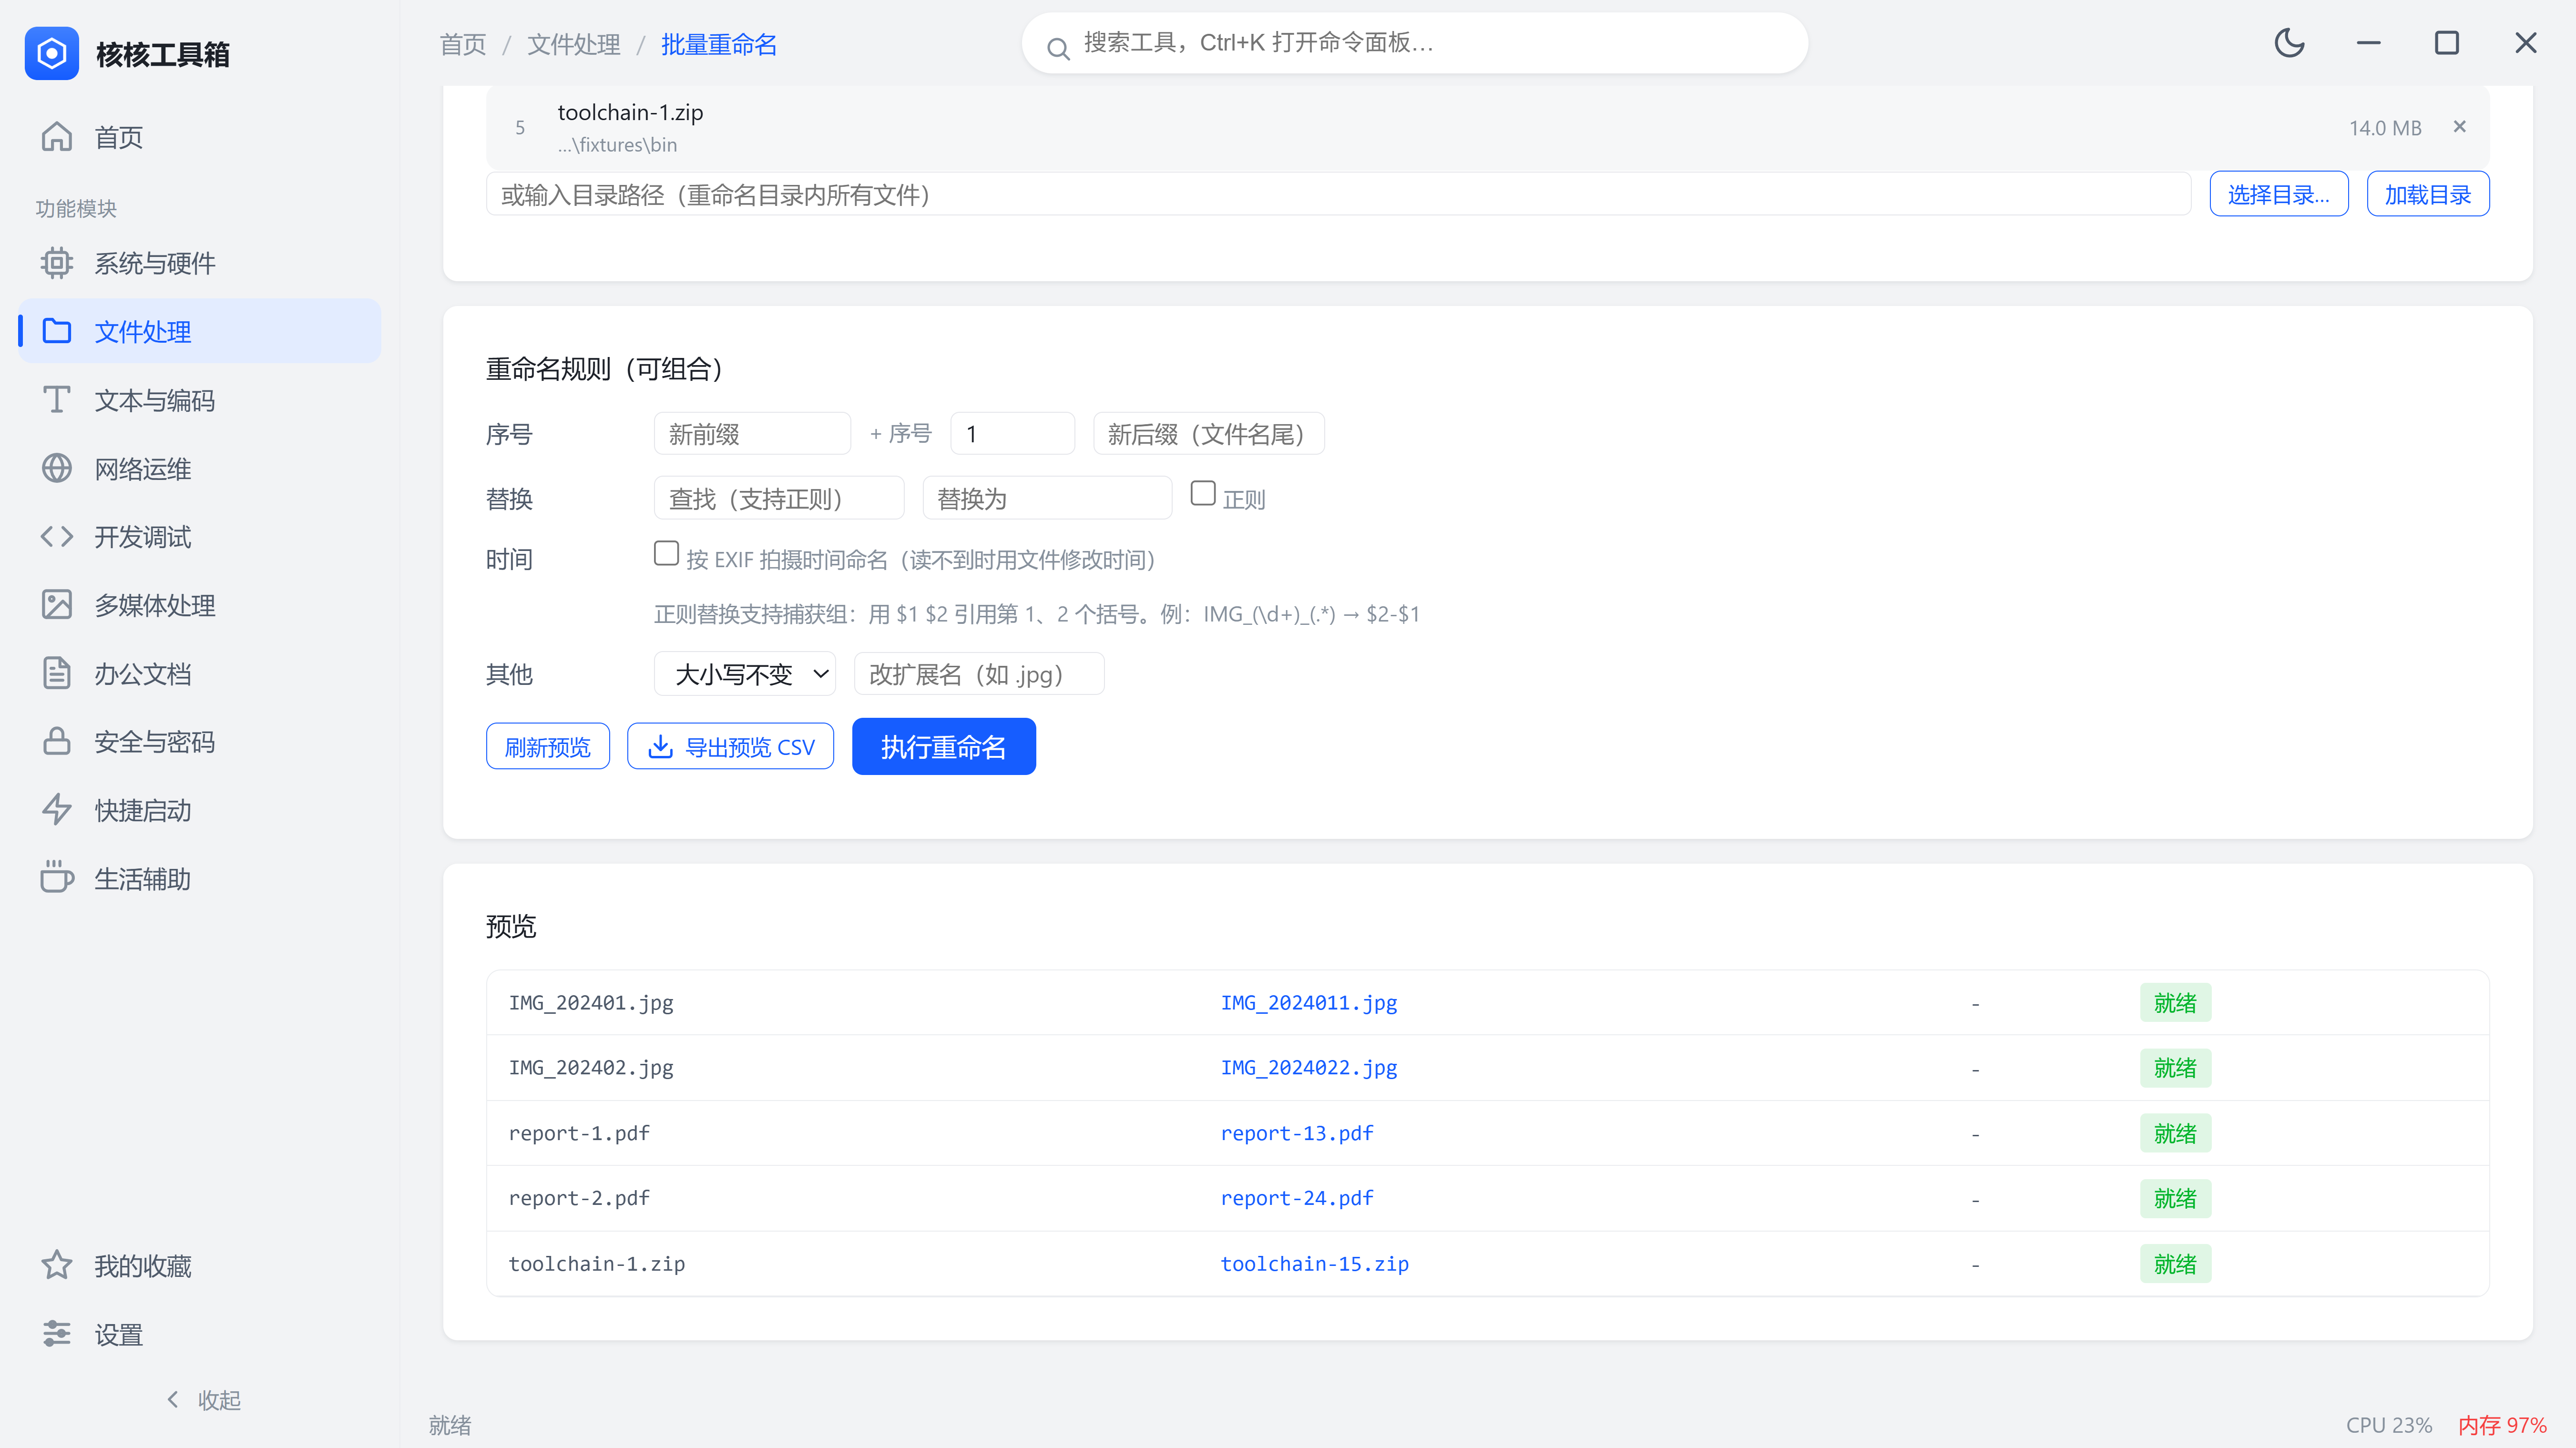 核核工具箱
首页 / 文件处理 / 批量重命名
搜索工具，Ctrl+K 打开命令面板…
首页
功能模块
系统与硬件
文件处理
文本与编码
网络运维
开发调试
多媒体处理
办公文档
安全与密码
快捷启动
生活辅助
我的收藏
设置
收起
5 toolchain-1.zip 14.0 MB ×
...\fixtures\bin
或输入目录路径（重命名目录内所有文件） 选择目录... 加载目录
重命名规则（可组合）
序号 新前缀 + 序号 1 新后缀（文件名尾）
替换 查找（支持正则） 替换为 正则
时间 按 EXIF 拍摄时间命名（读不到时用文件修改时间）
正则替换支持捕获组：用 $1 $2 引用第 1、2 个括号。例：IMG_(\d+)_(.*) → $2-$1
其他 大小写不变 改扩展名（如 .jpg）
刷新预览 导出预览 CSV 执行重命名
预览
IMG_202401.jpg IMG_2024011.jpg - 就绪
IMG_202402.jpg IMG_2024022.jpg - 就绪
report-1.pdf report-13.pdf - 就绪
report-2.pdf report-24.pdf - 就绪
toolchain-1.zip toolchain-15.zip - 就绪
就绪 CPU 23% 内存 97%